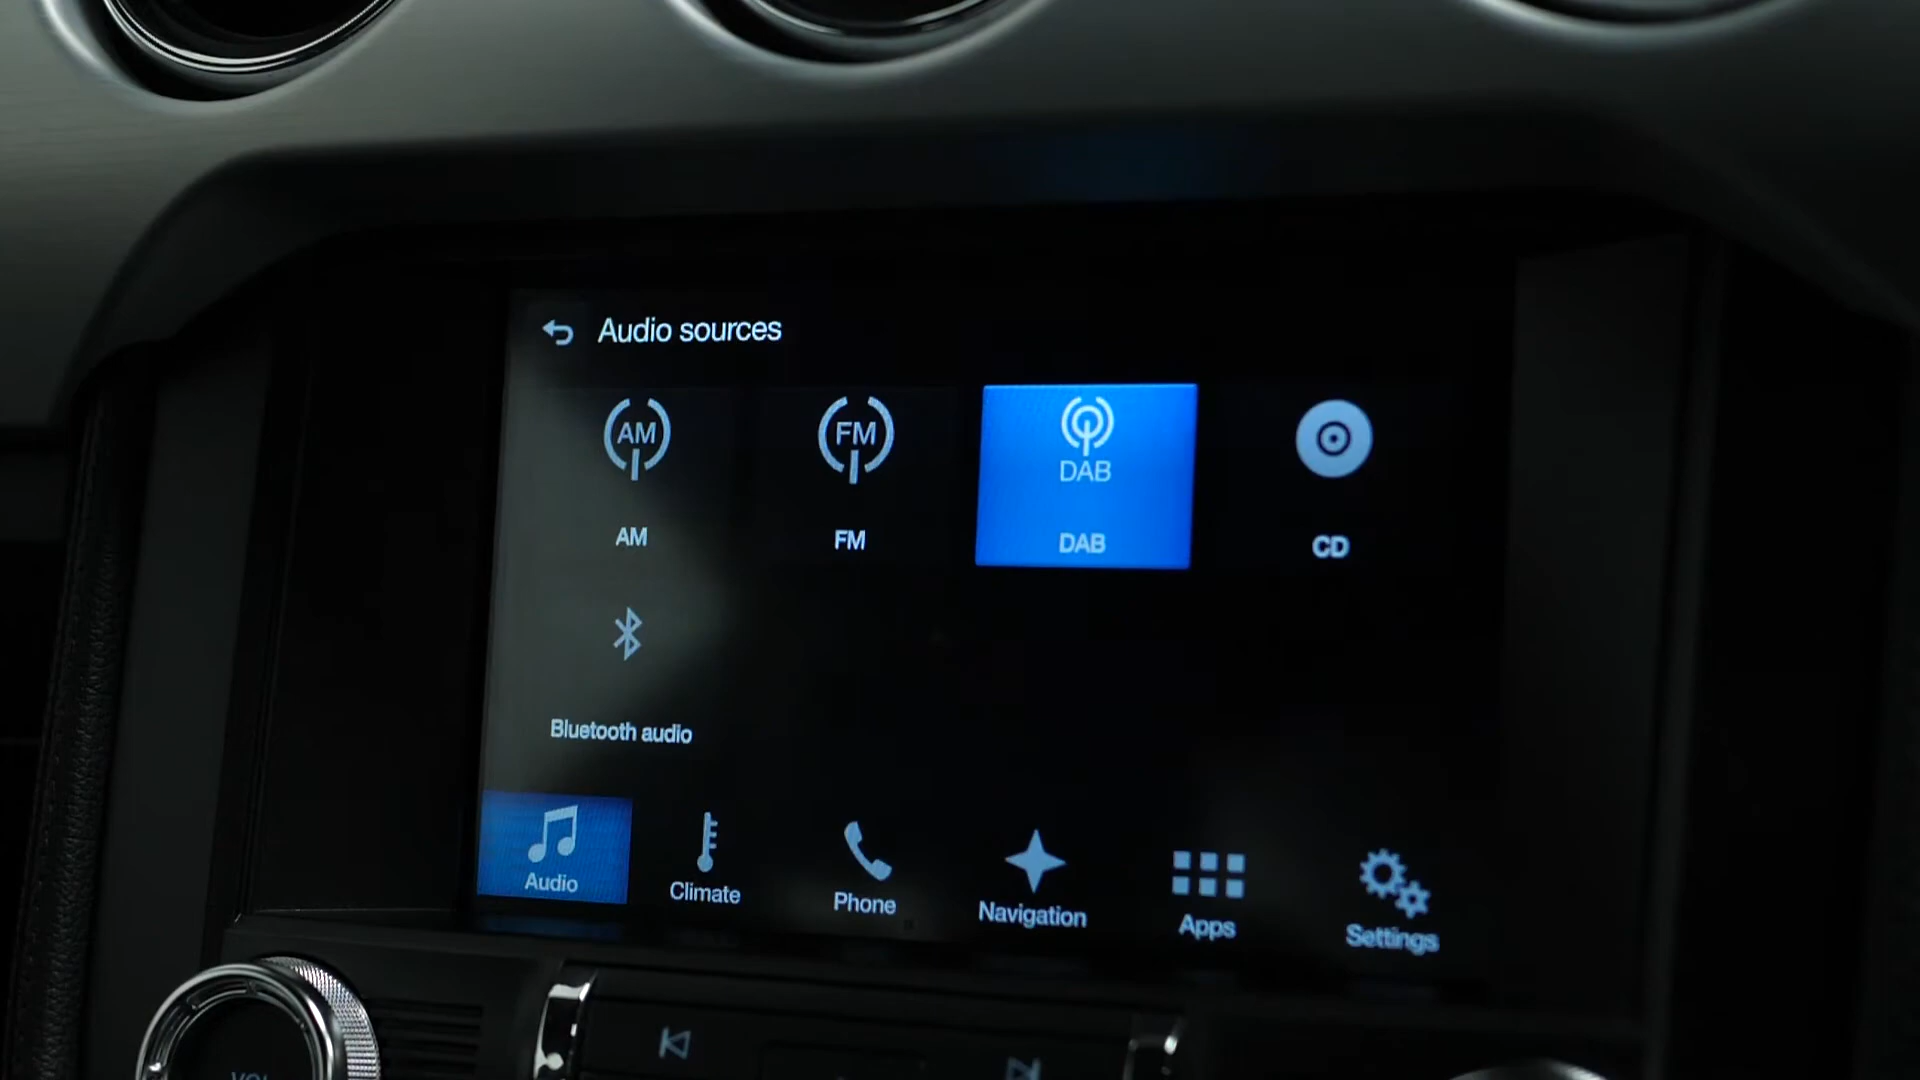 Audio sources
AM
FM
DAB
AM
FM
DAB
CD
Bluetooth audio
Audio
Climate
Phone
Navigation
Apps
Settings